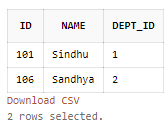 ID NAME DEPT_ID
101 Sindhu 1
106 Sandhya 2
Download CSV
2 rows selected.